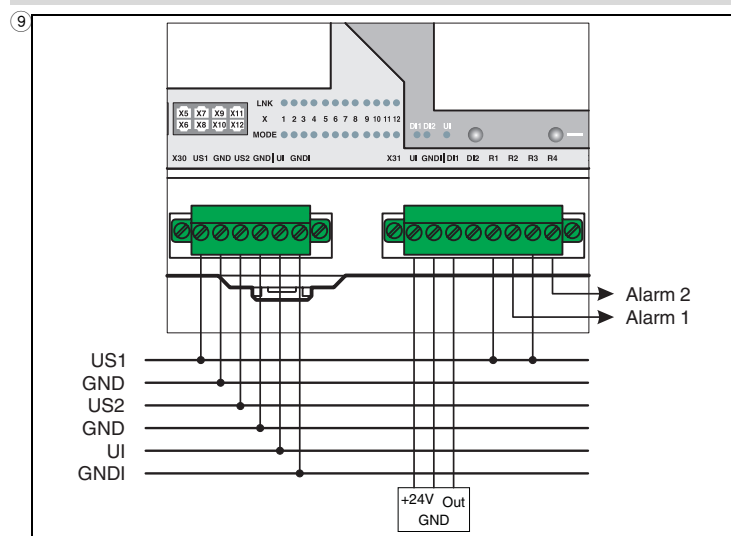 9
LNK
X5 X7 X9 X11
X 1 2 3 4 5 6 7 8 9 10 11 12
X6 X8 X10 X12
DI1 DI2 UI
MODE
X30 US1 GND US2 GND UI GNDI X31 UI GNDI DI1 DI2 R1 R2 R3 R4
Alarm 2
Alarm 1
US1
GND
US2
GND
UI
GNDI
+24V Out
GND